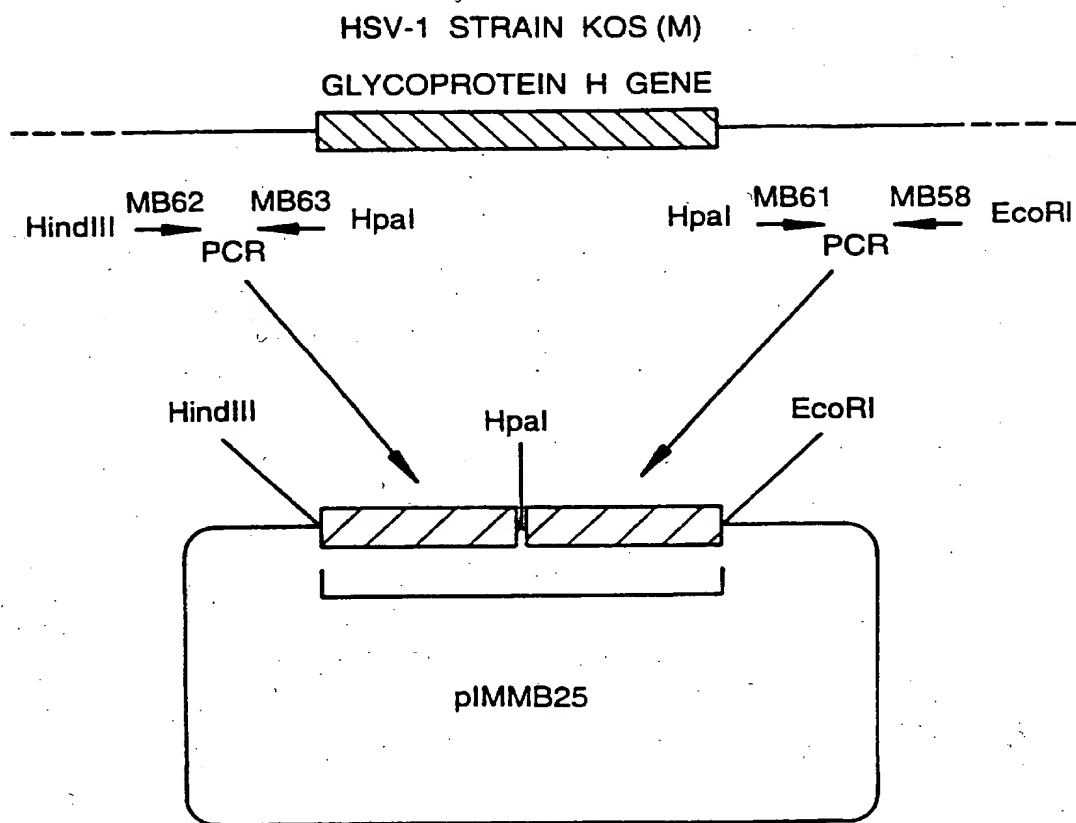 HSV-1 STRAIN KOS (M)
GLYCOPROTEIN H GENE
HindIII MB62 MB63 HpaI
PCR
HpaI MB61 MB58 EcoRI
PCR
HindIII
HpaI
EcoRI
pIMMB25